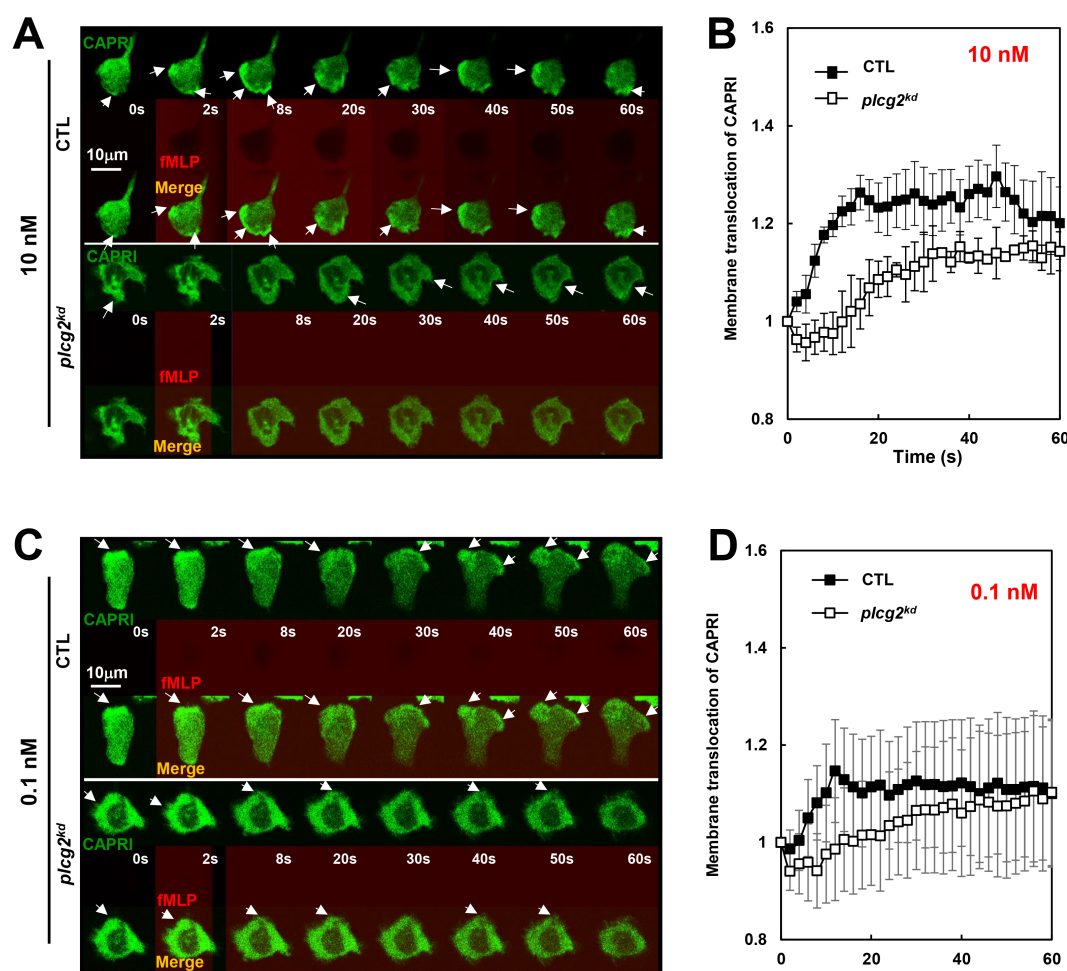 A
CAPRI
0s 2s 8s 20s 30s 40s 50s 60s
CTL
fMLP
10μm
Merge
10 nM
CAPRI
0s 2s 8s 20s 30s 40s 50s 60s
plcg2kd
fMLP
Merge
B
10 nM
CTL
plcg2kd
Membrane translocation of CAPRI
1.6
1.4
1.2
1
0.8
0 20 40 60
Time (s)
C
CAPRI
0s 2s 8s 20s 30s 40s 50s 60s
CTL
10μm
fMLP
Merge
0.1 nM
CAPRI
0s 2s 8s 20s 30s 40s 50s 60s
plcg2kd
fMLP
Merge
D
0.1 nM
CTL
plcg2kd
Membrane translocation of CAPRI
1.6
1.4
1.2
1
0.8
0 20 40 60